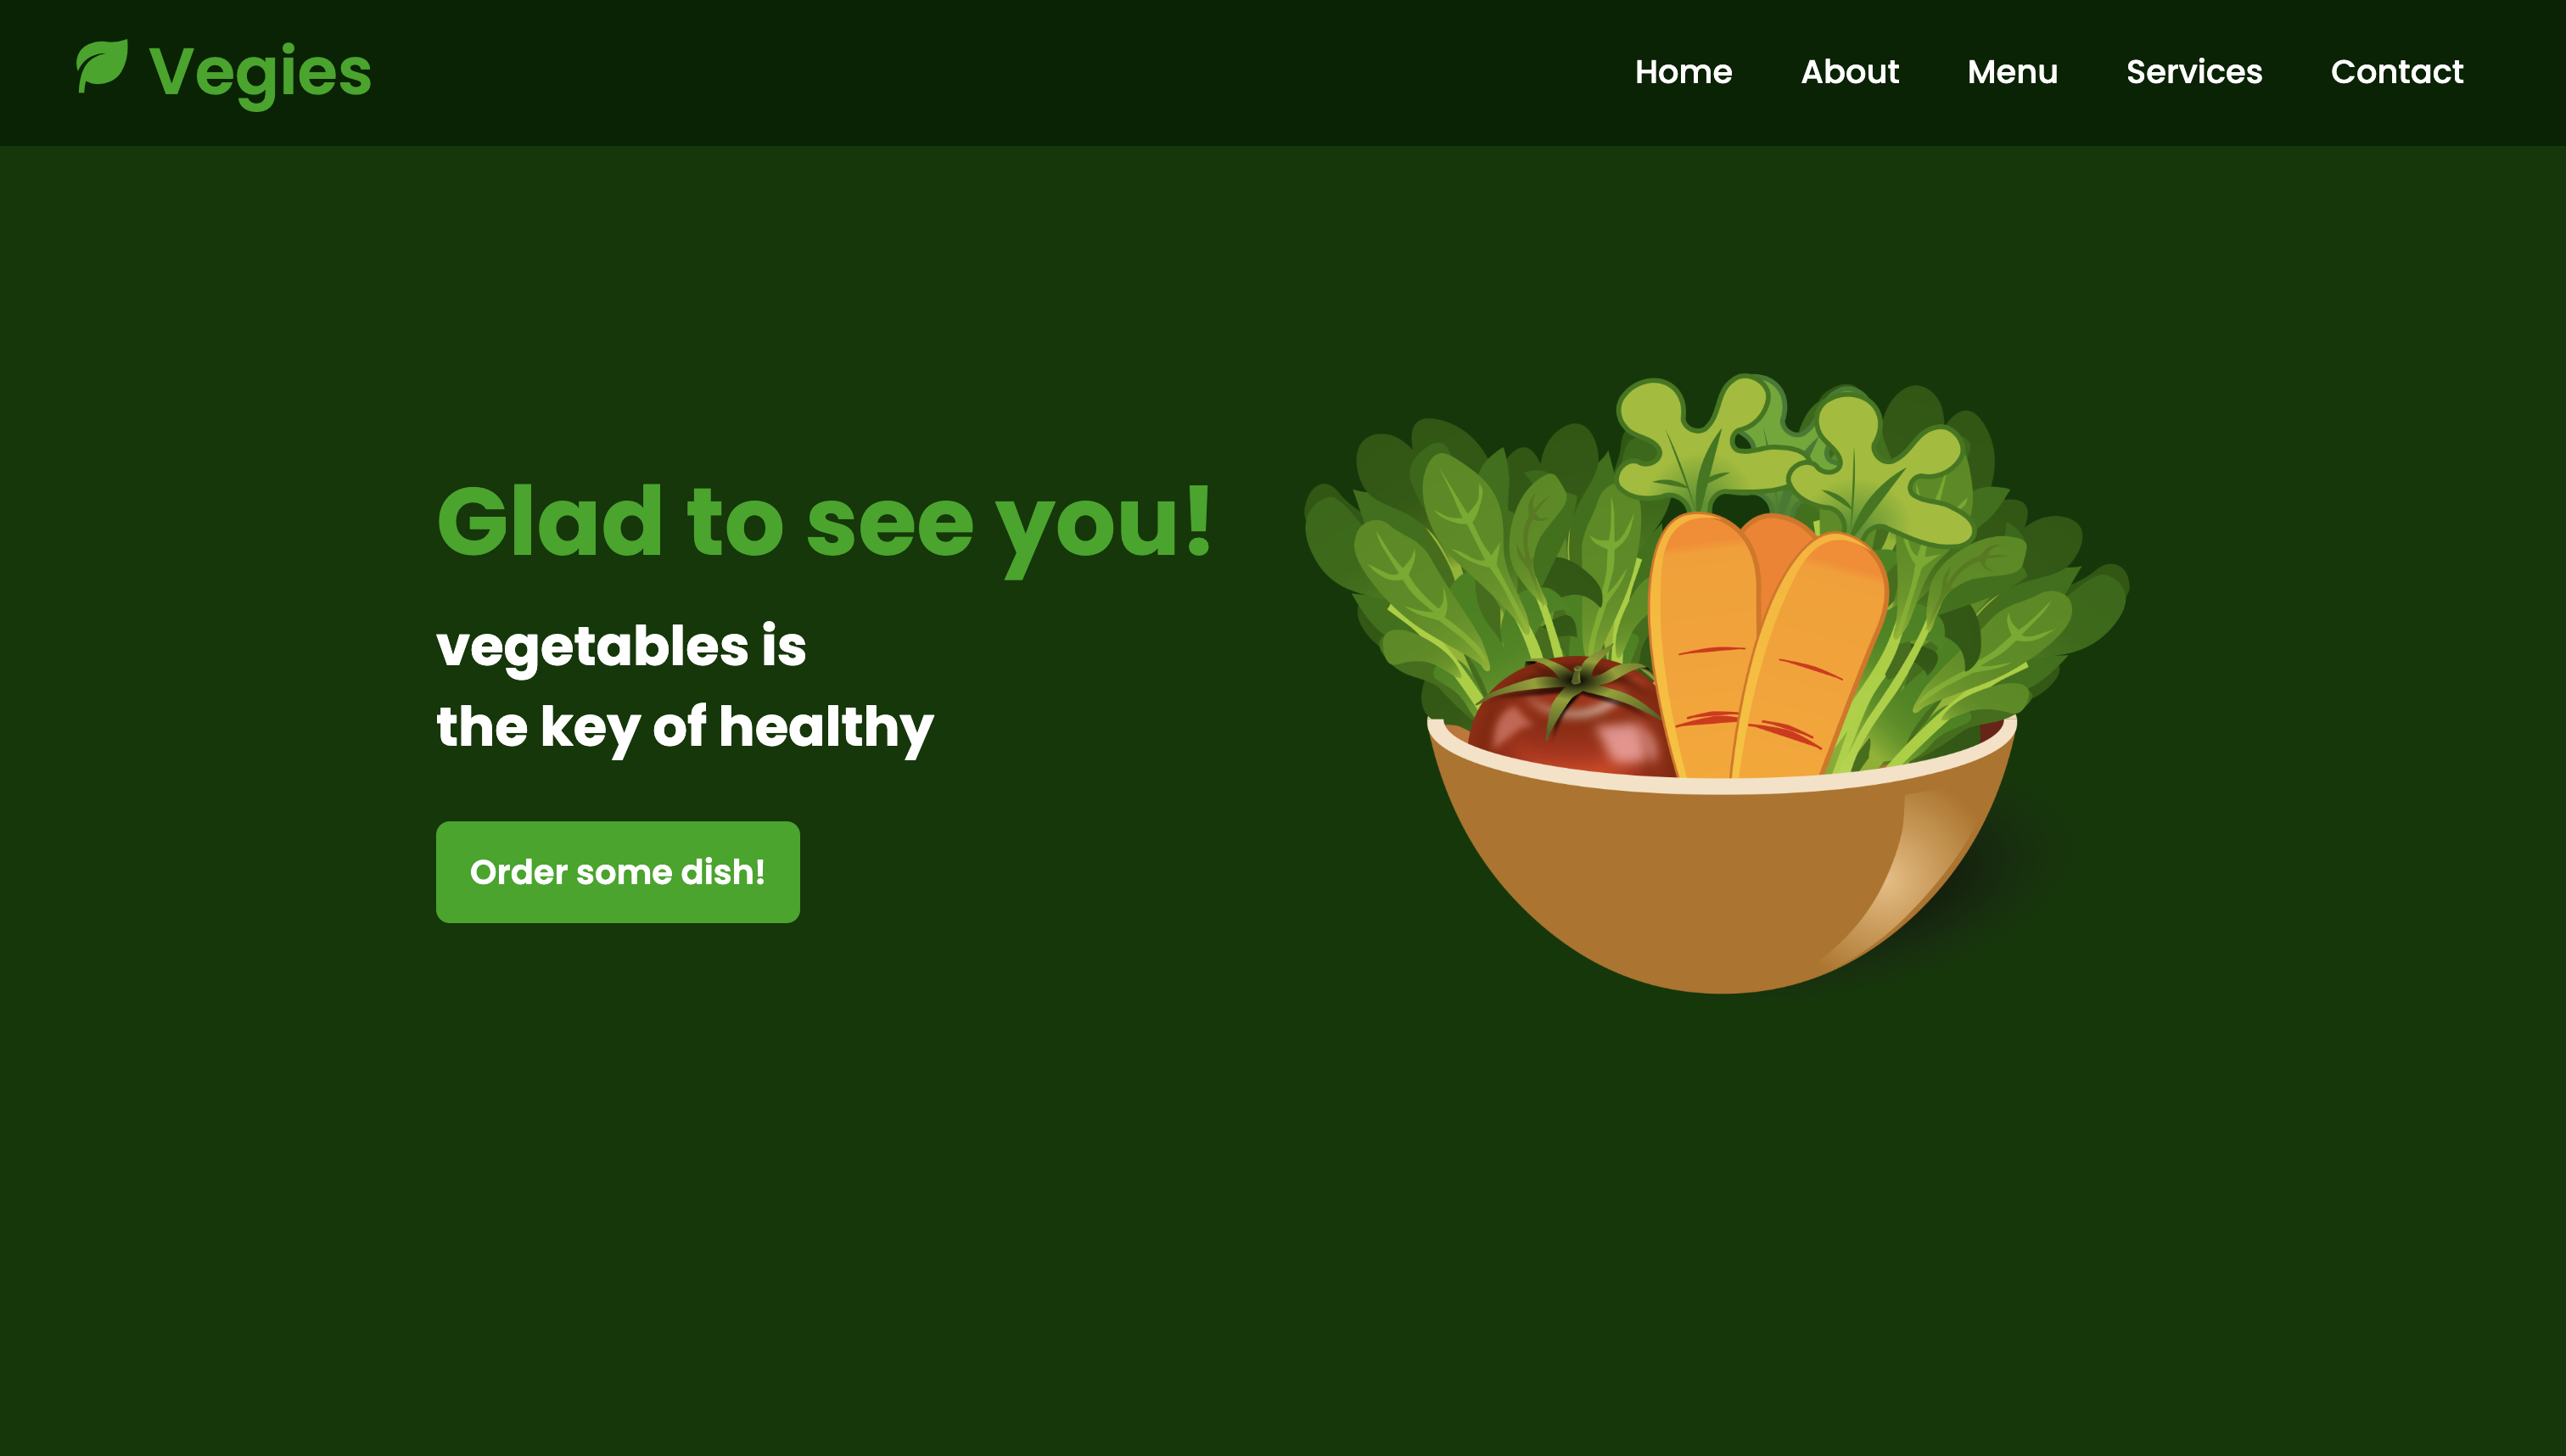 Vegies
Home About Menu Services Contact
Glad to see you!
vegetables is
the key of healthy
Order some dish!